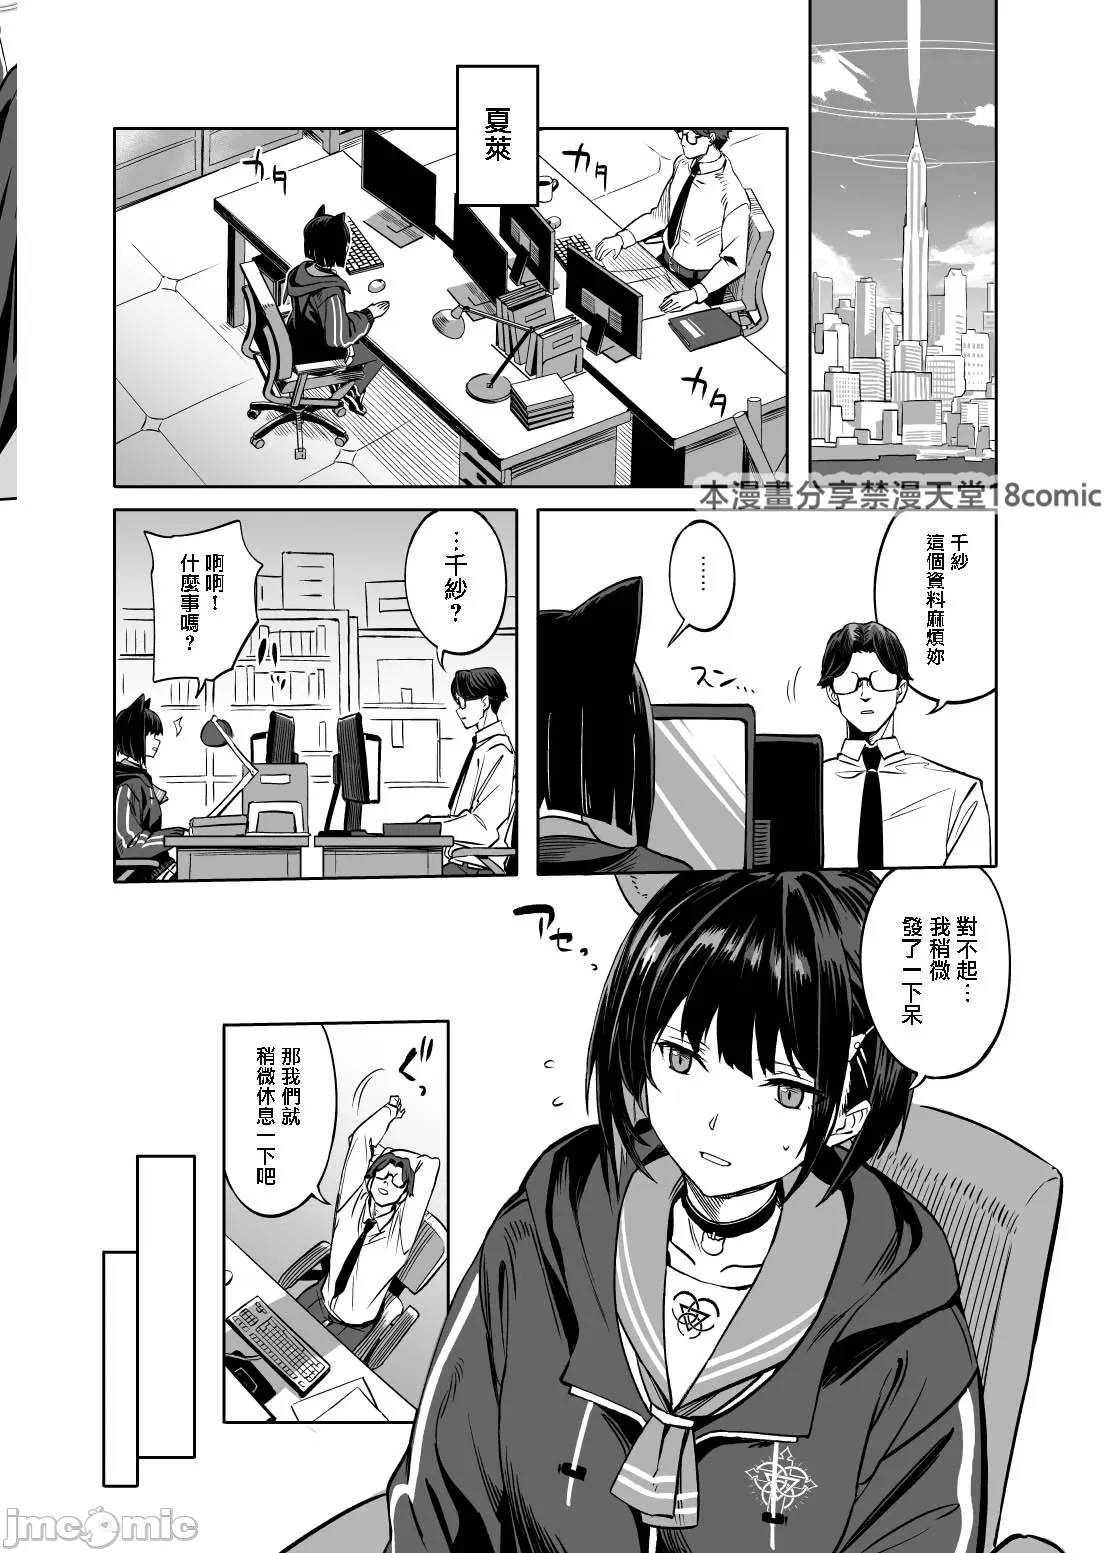 夏萊
カタ
カタ
カタ
本漫畫分享禁漫天堂18comic
千紗
這個資料麻煩妳
……
スン…
…千紗？
啊啊！
什麼事嗎？
對不起…
我稍微
發了一下呆
アセっ…
那我們就
稍微休息一下吧
ぐっ
jmcomic